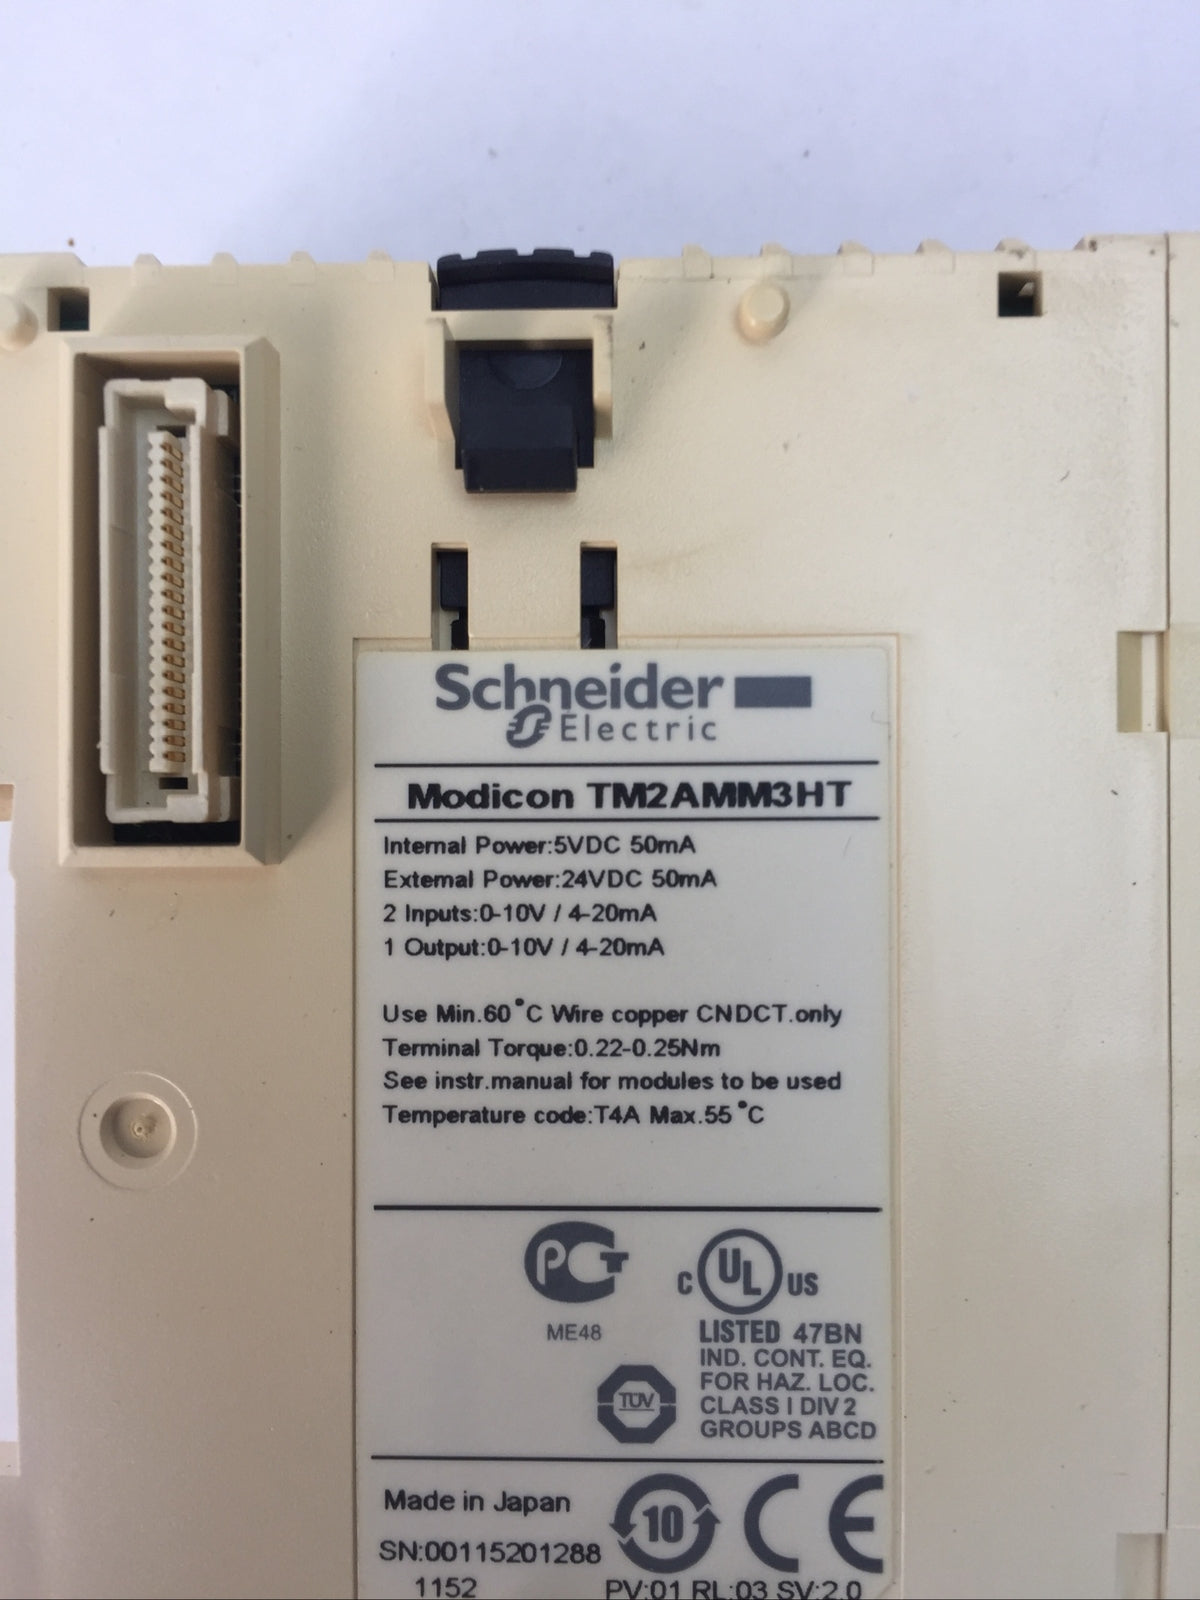 Schneider
Electric
Modicon TM2AMM3HT
Internal Power:5VDC 50mA
External Power:24VDC 50mA
2 Inputs:0-10V / 4-20mA
1 Output:0-10V / 4-20mA
Use Min.60°C Wire copper CNDCT.only
Terminal Torque:0.22-0.25Nm
See instr.manual for modules to be used
Temperature code:T4A Max.55°C
PCT
ME48
C UL US
LISTED 47BN
IND. CONT. EQ.
FOR HAZ. LOC.
CLASS I DIV 2
GROUPS ABCD
TÜV
Made in Japan
10
CE
SN:00115201288
1152
PV:01 RL:03 SV:2.0